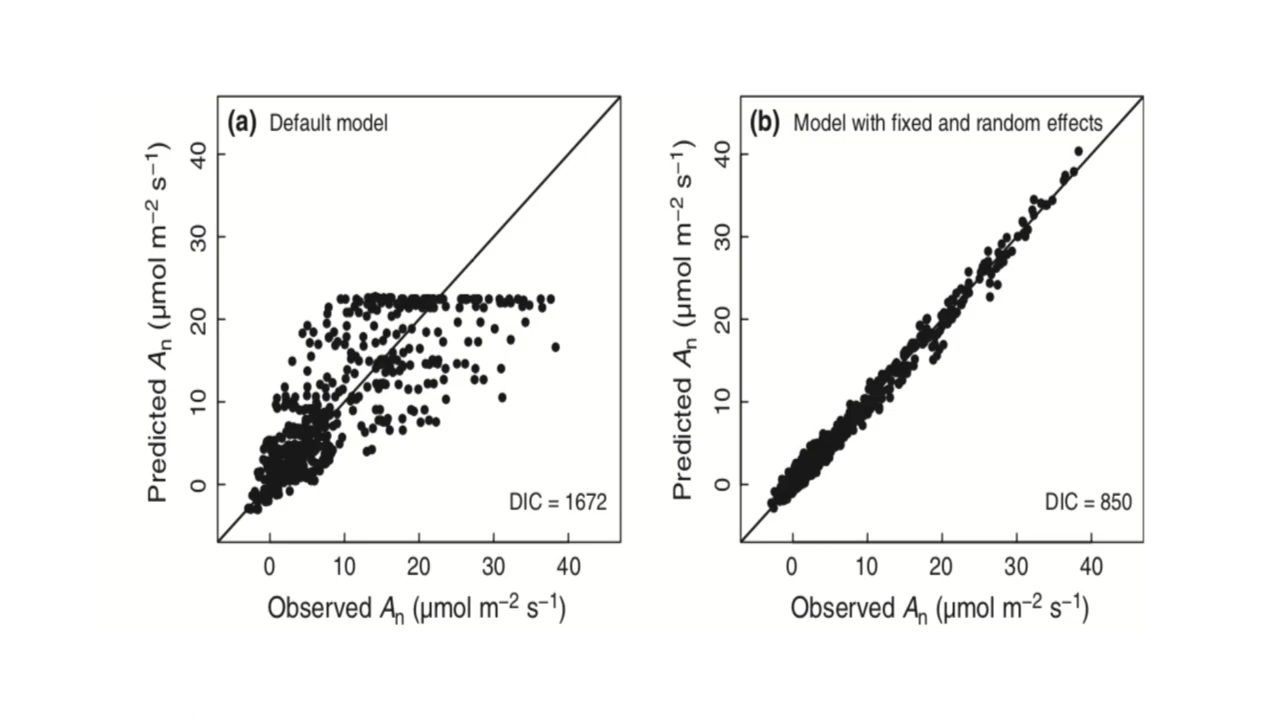 (a) Default model
Predicted An (μmol m−2 s−1)
40
30
20
10
0
DIC = 1672
0 10 20 30 40
Observed An (μmol m−2 s−1)
(b) Model with fixed and random effects
Predicted An (μmol m−2 s−1)
40
30
20
10
0
DIC = 850
0 10 20 30 40
Observed An (μmol m−2 s−1)